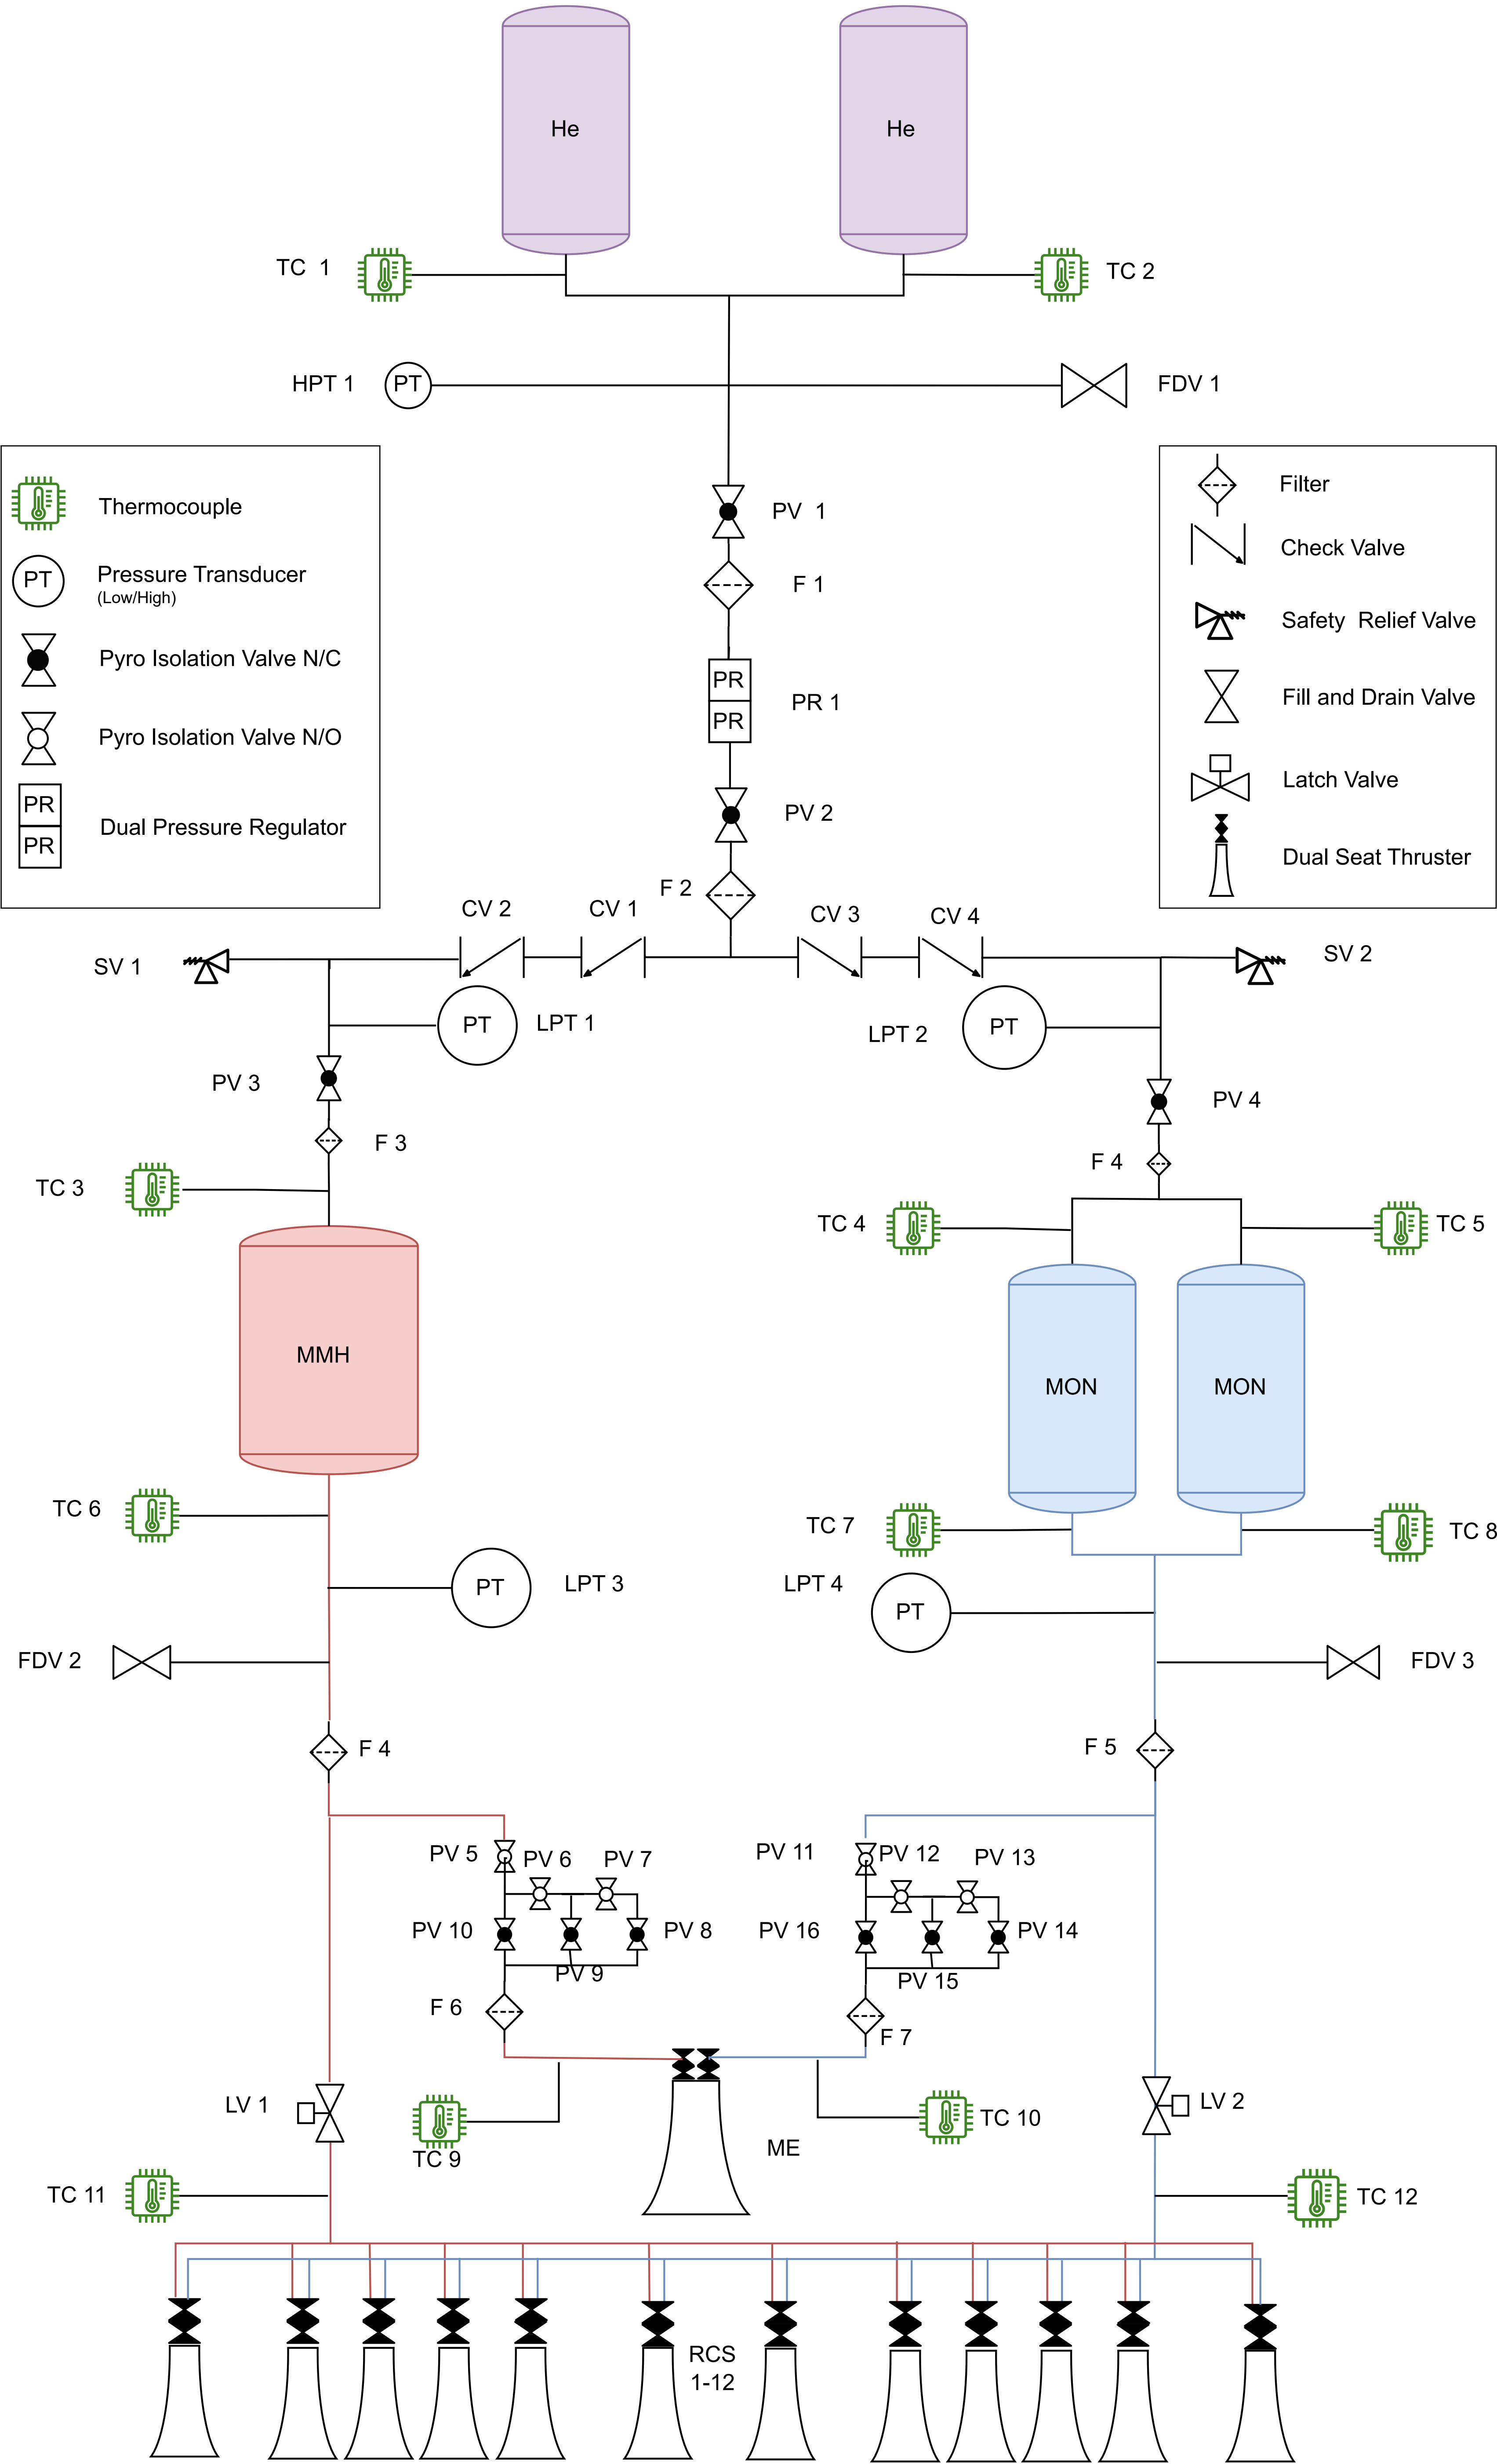 He
He
TC 1
TC 2
HPT 1
PT
FDV 1
Thermocouple
PT
Pressure Transducer
(Low/High)
Pyro Isolation Valve N/C
Pyro Isolation Valve N/O
PR
PR
Dual Pressure Regulator
Filter
Check Valve
Safety Relief Valve
Fill and Drain Valve
Latch Valve
Dual Seat Thruster
PV 1
F 1
PR
PR
PR 1
PV 2
F 2
CV 2
CV 1
CV 3
CV 4
SV 1
SV 2
PT
LPT 1
LPT 2
PT
PV 3
PV 4
F 3
F 4
TC 3
TC 4
TC 5
MMH
MON
MON
TC 6
TC 7
TC 8
PT
LPT 3
LPT 4
PT
FDV 2
FDV 3
F 4
F 5
PV 5
PV 6
PV 7
PV 11
PV 12
PV 13
PV 10
PV 8
PV 16
PV 14
PV 9
PV 15
F 6
F 7
LV 1
LV 2
TC 9
TC 10
ME
TC 11
TC 12
RCS
1-12